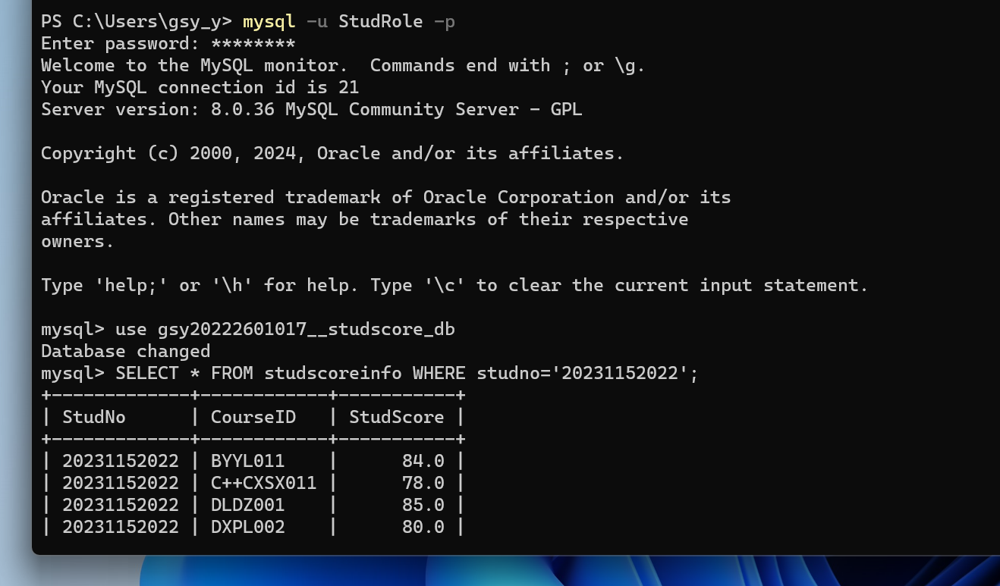 PS C:\Users\gsy_y> mysql -u StudRole -p
Enter password: ********
Welcome to the MySQL monitor.  Commands end with ; or \g.
Your MySQL connection id is 21
Server version: 8.0.36 MySQL Community Server - GPL
Copyright (c) 2000, 2024, Oracle and/or its affiliates.
Oracle is a registered trademark of Oracle Corporation and/or its
affiliates. Other names may be trademarks of their respective
owners.
Type 'help;' or '\h' for help. Type '\c' to clear the current input statement.
mysql> use gsy20222601017__studscore_db
Database changed
mysql> SELECT * FROM studscoreinfo WHERE studno='20231152022';
+-------------+------------+-----------+
| StudNo      | CourseID   | StudScore |
+-------------+------------+-----------+
| 20231152022 | BYYL011    |      84.0 |
| 20231152022 | C++CXSX011 |      78.0 |
| 20231152022 | DLDZ001    |      85.0 |
| 20231152022 | DXPL002    |      80.0 |